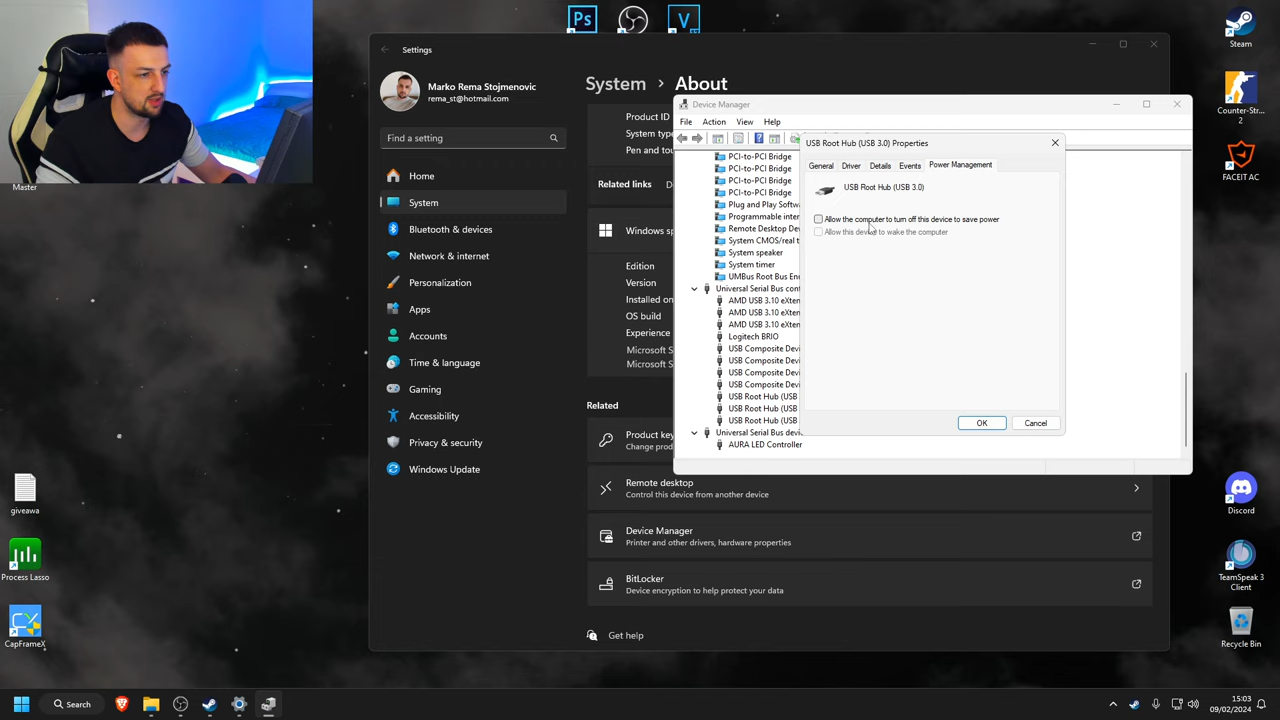 Ps
V
Master
giveawa
Process Lasso
CapFrameX
Steam
Counter-Str...
2
FACEIT AC
Discord
TeamSpeak 3
Client
Recycle Bin
Settings
Marko Rema Stojmenovic
rema_st@hotmail.com
Find a setting
Home
System
Bluetooth & devices
Network & internet
Personalization
Apps
Accounts
Time & language
Gaming
Accessibility
Privacy & security
Windows Update
System > About
Product ID
System type
Pen and tou
Related links
Windows sp
Edition
Version
Installed on
OS build
Experience
Microsoft S
Microsoft S
Related
Product key
Change prod
Remote desktop
Control this device from another device
Device Manager
Printer and other drivers, hardware properties
BitLocker
Device encryption to help protect your data
Get help
Device Manager
File Action View Help
PCI-to-PCI Bridge
PCI-to-PCI Bridge
PCI-to-PCI Bridge
PCI-to-PCI Bridge
Plug and Play Softwa
Programmable inter
Remote Desktop De
System CMOS/real t
System speaker
System timer
UMBus Root Bus En
Universal Serial Bus cont
AMD USB 3.10 eXten
AMD USB 3.10 eXten
AMD USB 3.10 eXten
Logitech BRIO
USB Composite Devi
USB Composite Devi
USB Composite Devi
USB Composite Devi
USB Root Hub (USB
USB Root Hub (USB
USB Root Hub (USB
Universal Serial Bus devic
AURA LED Controller
USB Root Hub (USB 3.0) Properties
General Driver Details Events Power Management
USB Root Hub (USB 3.0)
Allow the computer to turn off this device to save power
Allow this device to wake the computer
OK Cancel
Search
15:03
09/02/2024